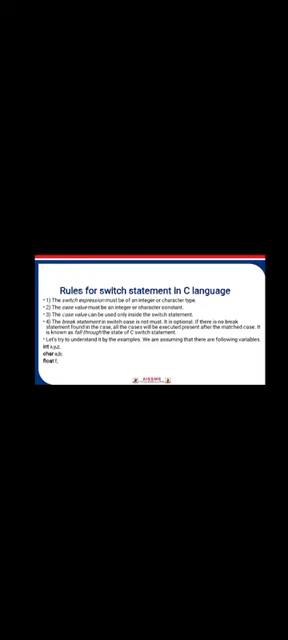 Rules for switch statement in C language
1) The switch expression must be of an integer or character type.
2) The case value must be an integer or character constant.
3) The case value can be used only inside the switch statement.
4) The break statement in switch case is not must. It is optional. If there is no break
statement found in the case, all the cases will be executed present after the matched case. It
is known as fall through the state of C switch statement.
Let's try to understand it by the examples. We are assuming that there are following variables.
int x,y,z;
char a,b;
float f;
AISSMS